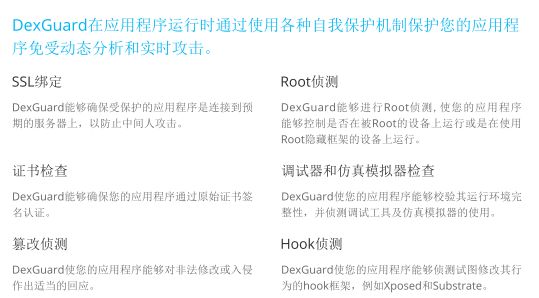 DexGuard在应用程序运行时通过使用各种自我保护机制保护您的应用程
序免受动态分析和实时攻击。
SSL绑定
DexGuard能够确保受保护的应用程序是连接到预
期的服务器上，以防止中间人攻击。
Root侦测
DexGuard能够进行Root侦测, 使您的应用程序
能够控制是否在被Root的设备上运行或是在使用
Root隐藏框架的设备上运行。
证书检查
DexGuard能够确保您的应用程序通过原始证书签
名认证。
调试器和仿真模拟器检查
DexGuard使您的应用程序能够校验其运行环境完
整性，并侦测调试工具及仿真模拟器的使用。
篡改侦测
DexGuard使您的应用程序能够对非法修改或入侵
作出适当的回应。
Hook侦测
DexGuard使您的应用程序能够侦测试图修改其行
为的hook框架，例如Xposed和Substrate。